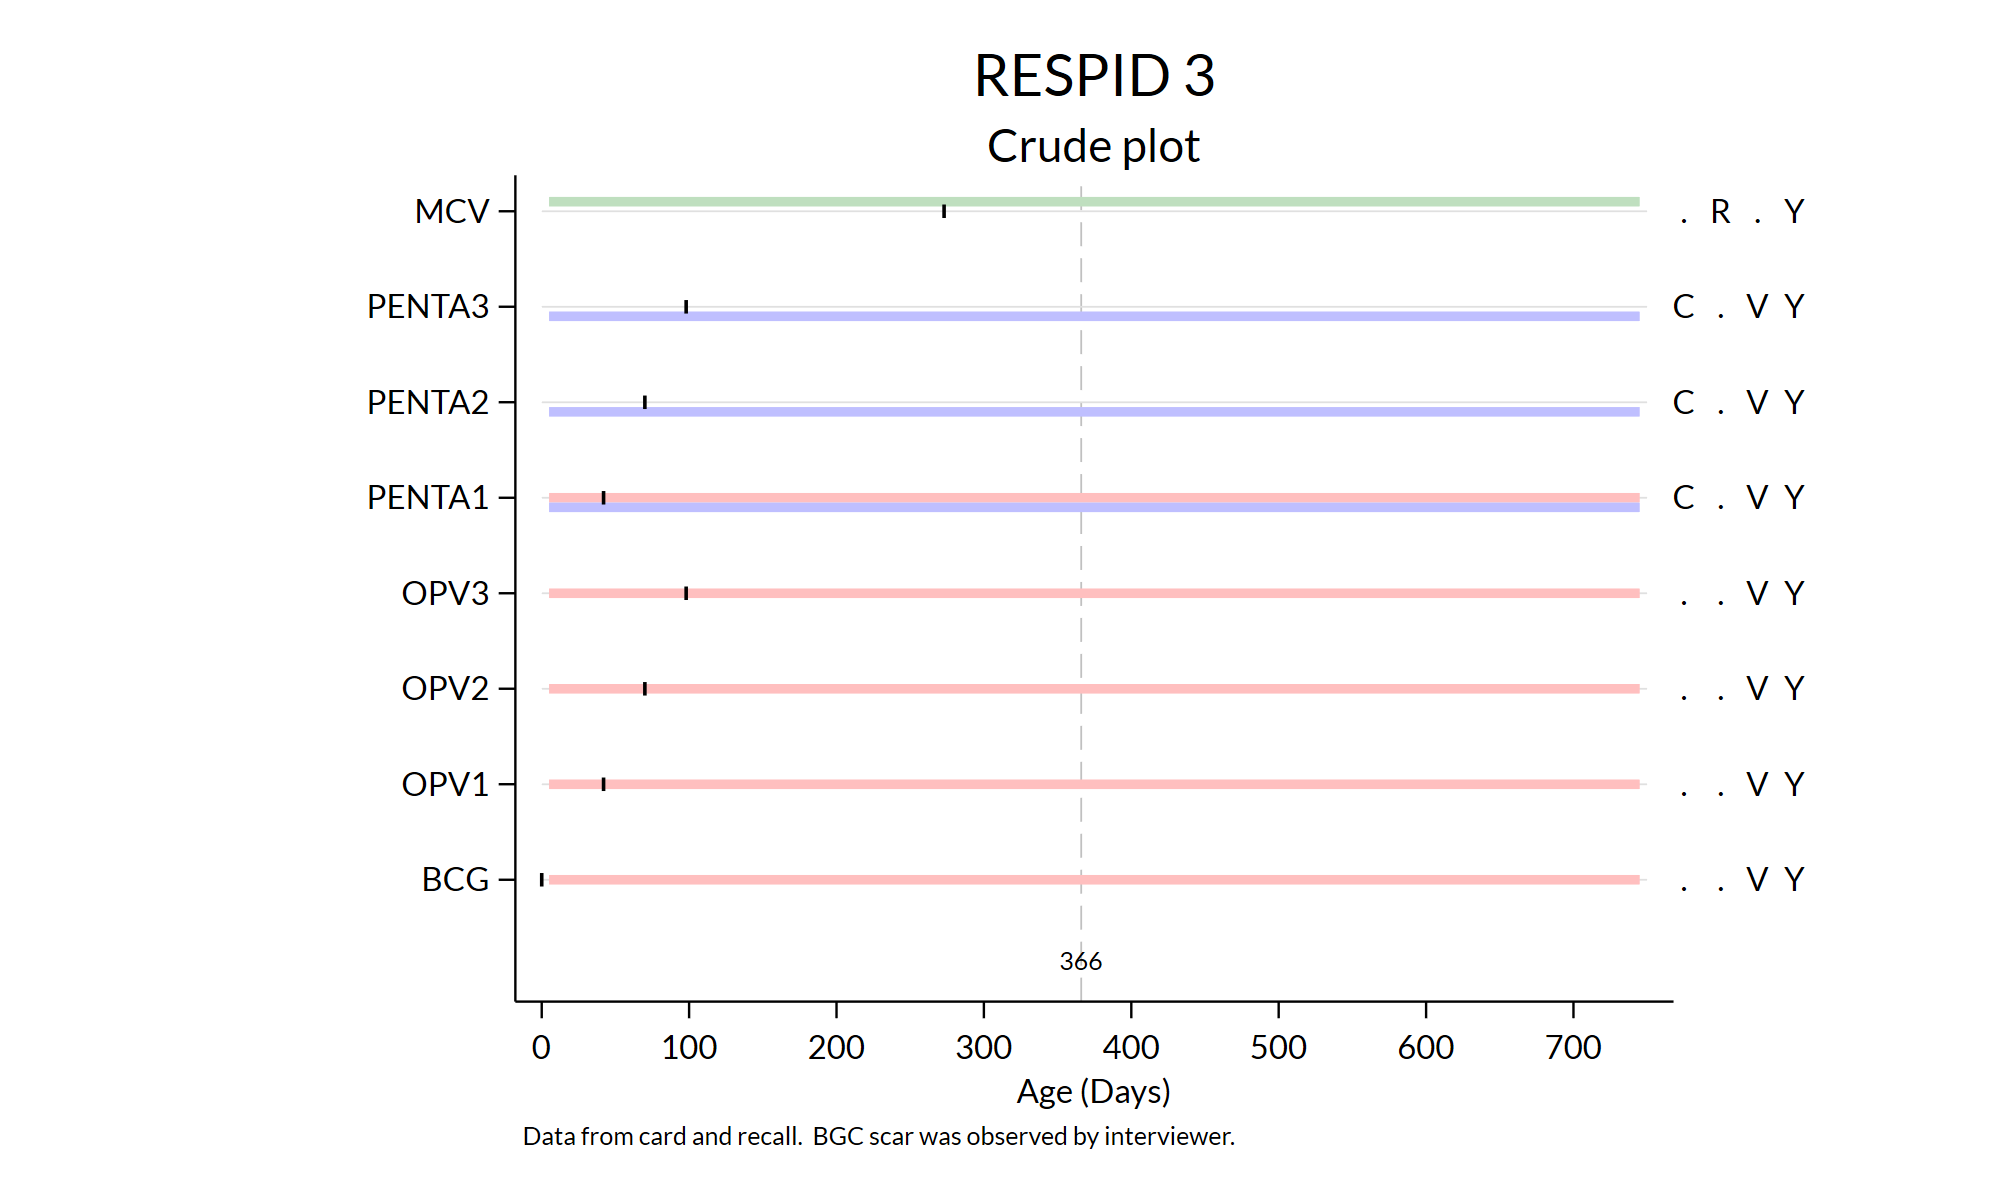 RESPID 3
Crude plot
MCV . R . Y
PENTA3 C . V Y
PENTA2 C . V Y
PENTA1 C . V Y
OPV3 . . V Y
OPV2 . . V Y
OPV1 . . V Y
BCG . . V Y
366
0 100 200 300 400 500 600 700
Age (Days)
Data from card and recall.  BGC scar was observed by interviewer.